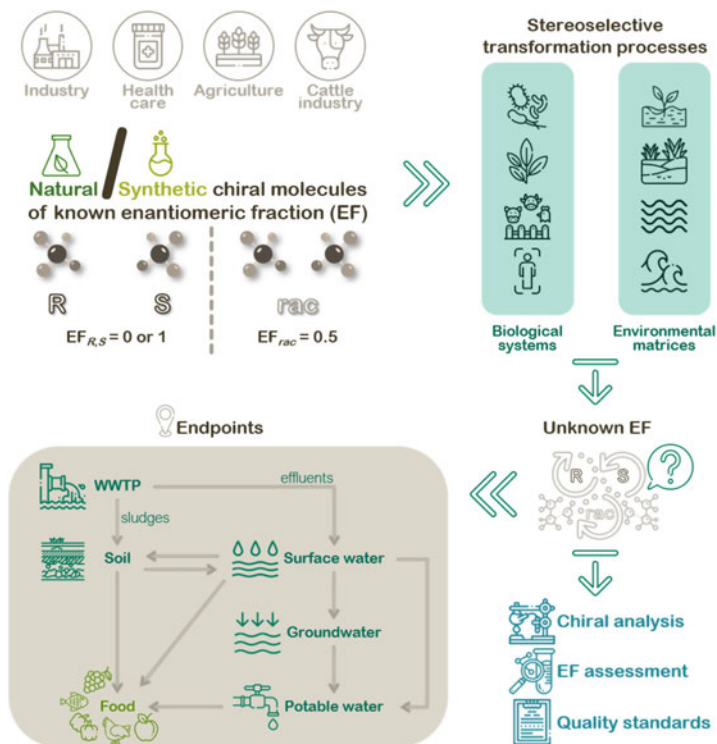 Industry
Health
care
Agriculture
Cattle
industry
Natural / Synthetic chiral molecules
of known enantiomeric fraction (EF)
R
S
rac
EFR,S = 0 or 1
EFrac = 0.5
Stereoselective
transformation processes
Biological
systems
Environmental
matrices
Unknown EF
R
S
rac
?
Chiral analysis
EF assessment
Quality standards
Endpoints
WWTP
effluents
sludges
Soil
Surface water
Groundwater
Food
Potable water